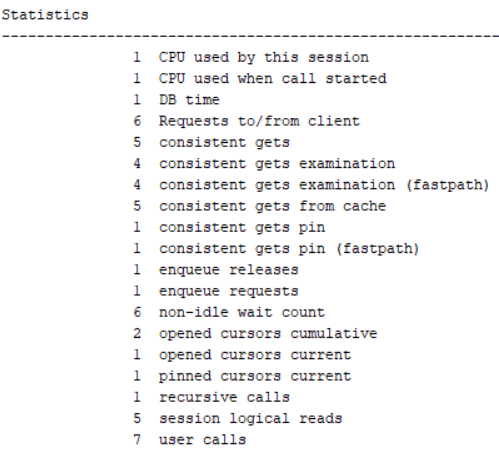 Statistics
-----------------------------------------------------------
1 CPU used by this session
1 CPU used when call started
1 DB time
6 Requests to/from client
5 consistent gets
4 consistent gets examination
4 consistent gets examination (fastpath)
5 consistent gets from cache
1 consistent gets pin
1 consistent gets pin (fastpath)
1 enqueue releases
1 enqueue requests
6 non-idle wait count
2 opened cursors cumulative
1 opened cursors current
1 pinned cursors current
1 recursive calls
5 session logical reads
7 user calls